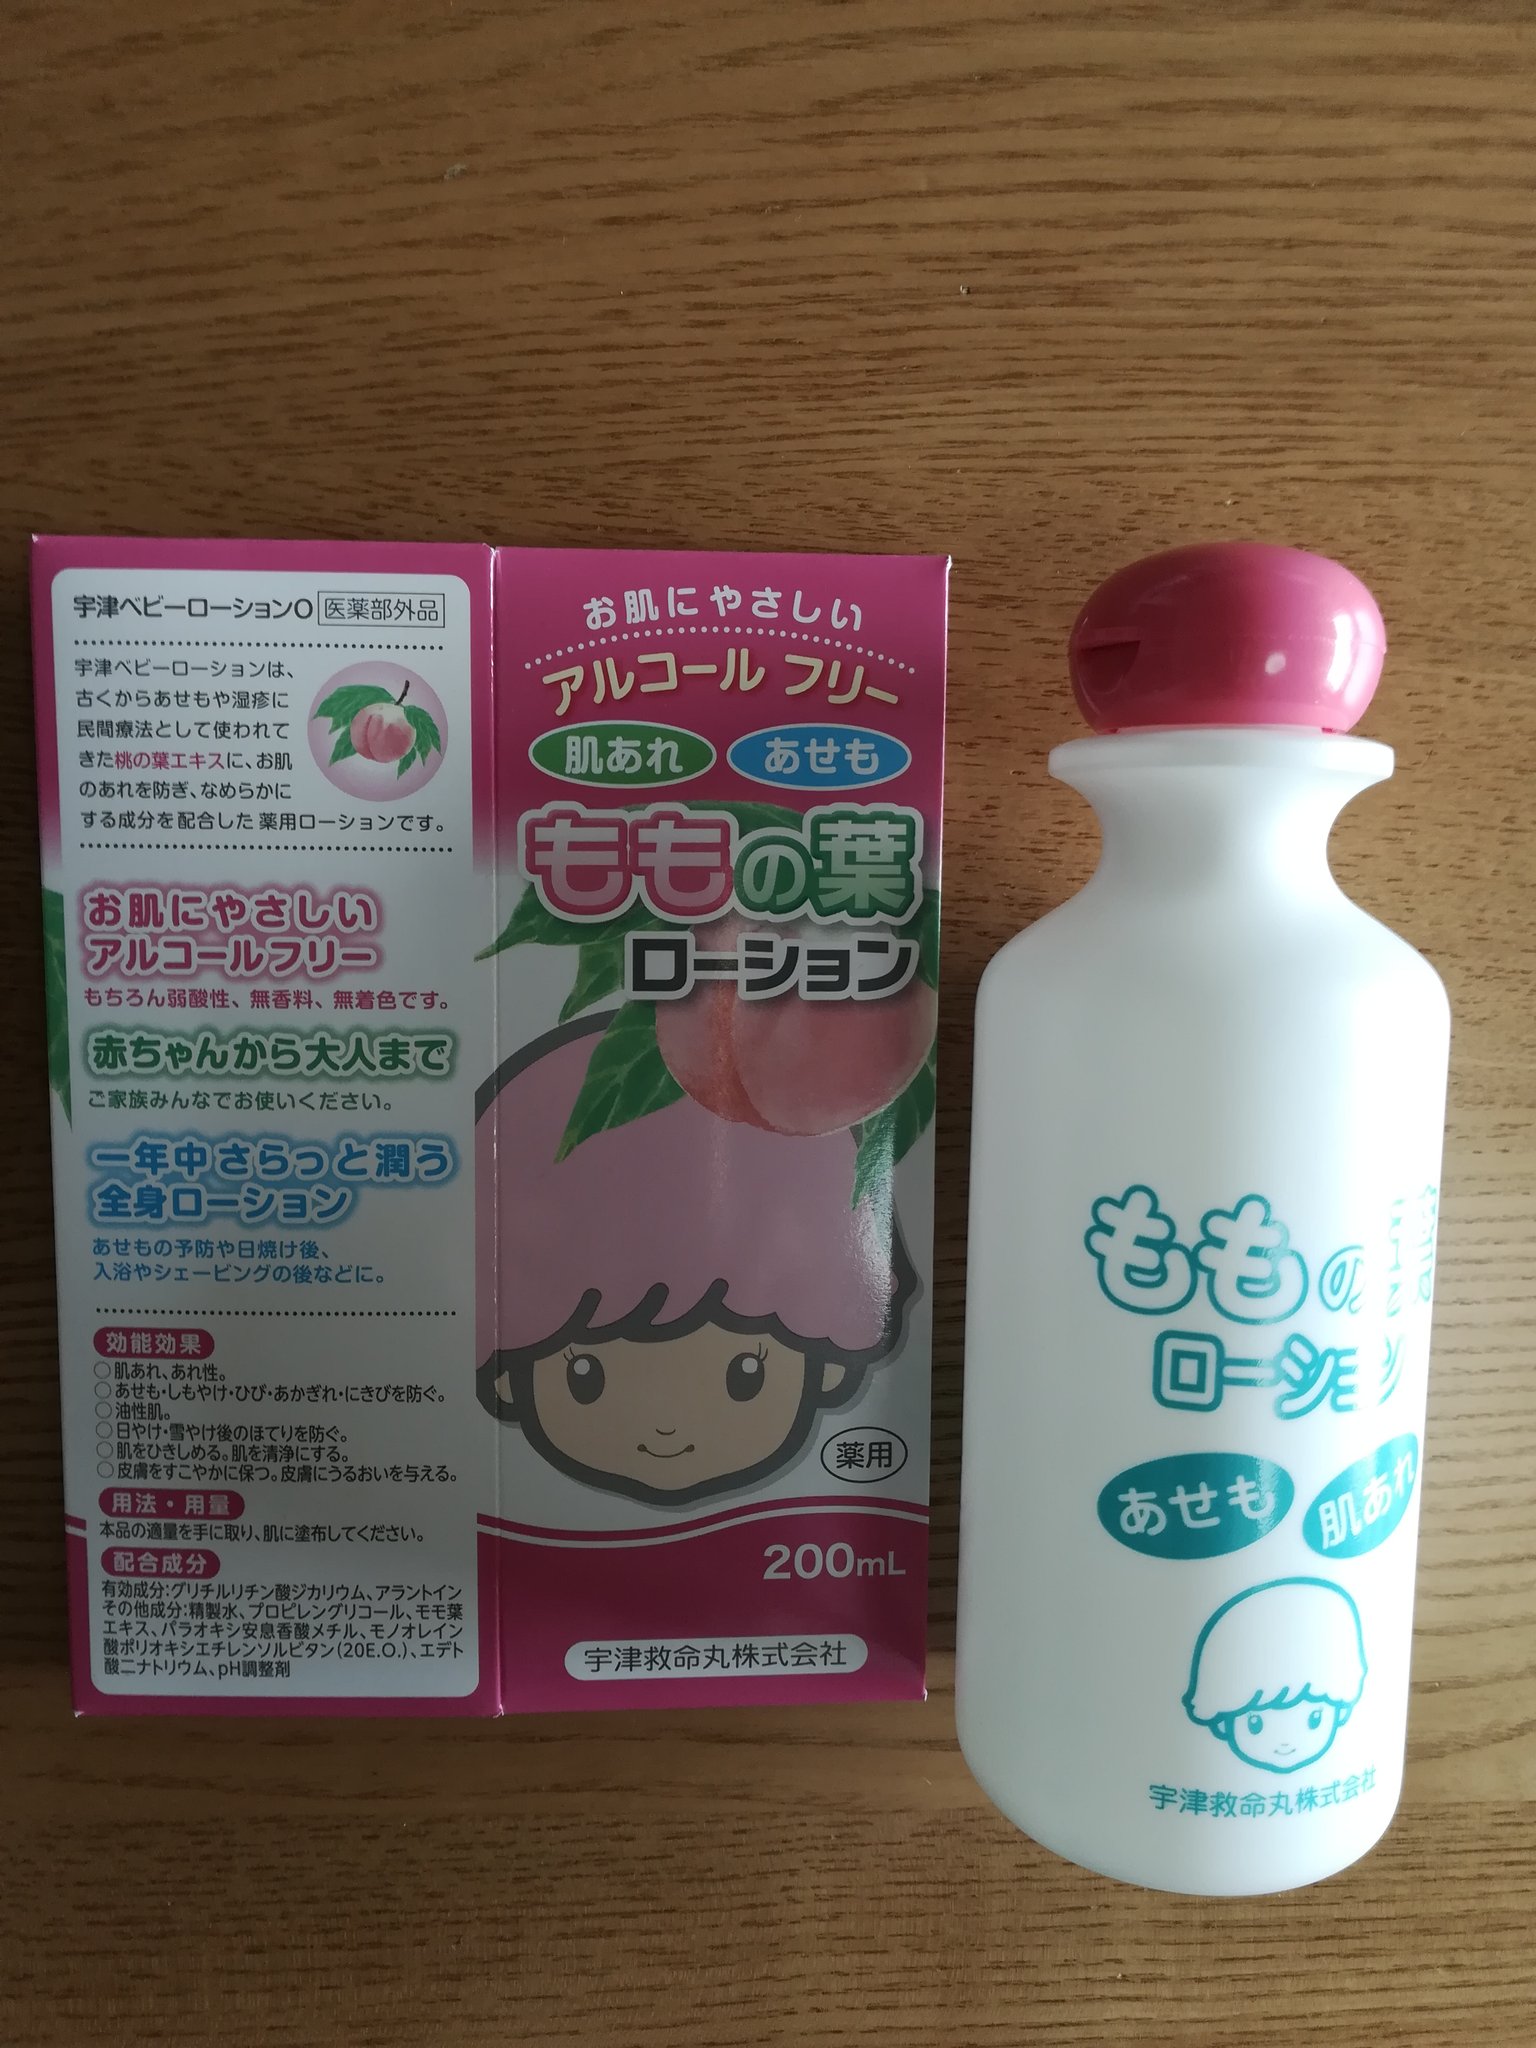 宇津ベビーローションO 医薬部外品
宇津ベビーローションは、
古くからあせもや湿疹に
民間療法として使われて
きた桃の葉エキスに、お肌
のあれを防ぎ、なめらかに
する成分を配合した薬用ローションです。
お肌にやさしい
アルコールフリー
もちろん弱酸性、無香料、無着色です。
赤ちゃんから大人まで
ご家族みんなでお使いください。
一年中さらっと潤う
全身ローション
あせもの予防や日焼け後、
入浴やシェービングの後などに。
効能効果
○肌あれ、あれ性。
○あせも・しもやけ・ひび・あかぎれ・にきびを防ぐ。
○油性肌。
○日やけ・雪やけ後のほてりを防ぐ。
○肌をひきしめる。肌を清浄にする。
○皮膚をすこやかに保つ。皮膚にうるおいを与える。
用法・用量
本品の適量を手に取り、肌に塗布してください。
配合成分
有効成分:グリチルリチン酸ジカリウム、アラントイン
その他成分:精製水、プロピレングリコール、モモ葉
エキス、パラオキシ安息香酸メチル、モノオレイン
酸ポリオキシエチレンソルビタン(20E.O.)、エデト
酸二ナトリウム、pH調整剤
お肌にやさしい
アルコール フリー
肌あれ あせも
ももの葉
ローション
薬用
200mL
宇津救命丸株式会社
ももの葉
ローション
あせも 肌あれ
宇津救命丸株式会社